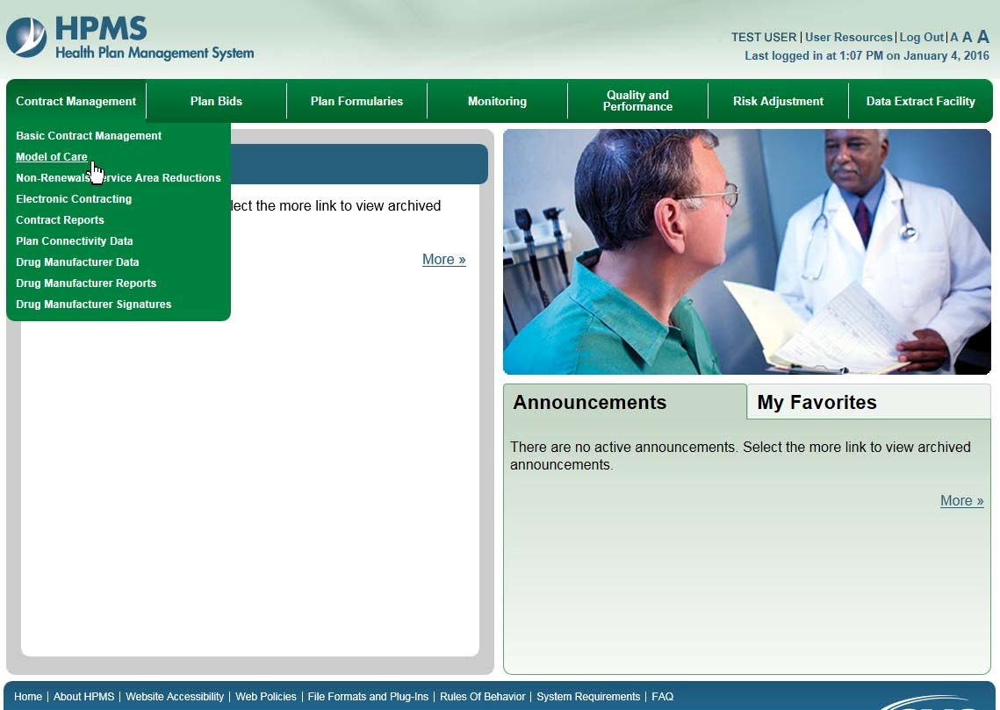 HPMS
Health Plan Management System
TEST USER | User Resources | Log Out | A A A
Last logged in at 1:07 PM on January 4, 2016
Contract Management
Plan Bids
Plan Formularies
Monitoring
Quality and
Performance
Risk Adjustment
Data Extract Facility
Basic Contract Management
Model of Care
Non-Renewals Service Area Reductions
Electronic Contracting
Contract Reports
Plan Connectivity Data
Drug Manufacturer Data
Drug Manufacturer Reports
Drug Manufacturer Signatures
the more link to view archived
More »
Announcements
My Favorites
There are no active announcements. Select the more link to view archived
announcements.
More »
Home | About HPMS | Website Accessibility | Web Policies | File Formats and Plug-Ins | Rules Of Behavior | System Requirements | FAQ